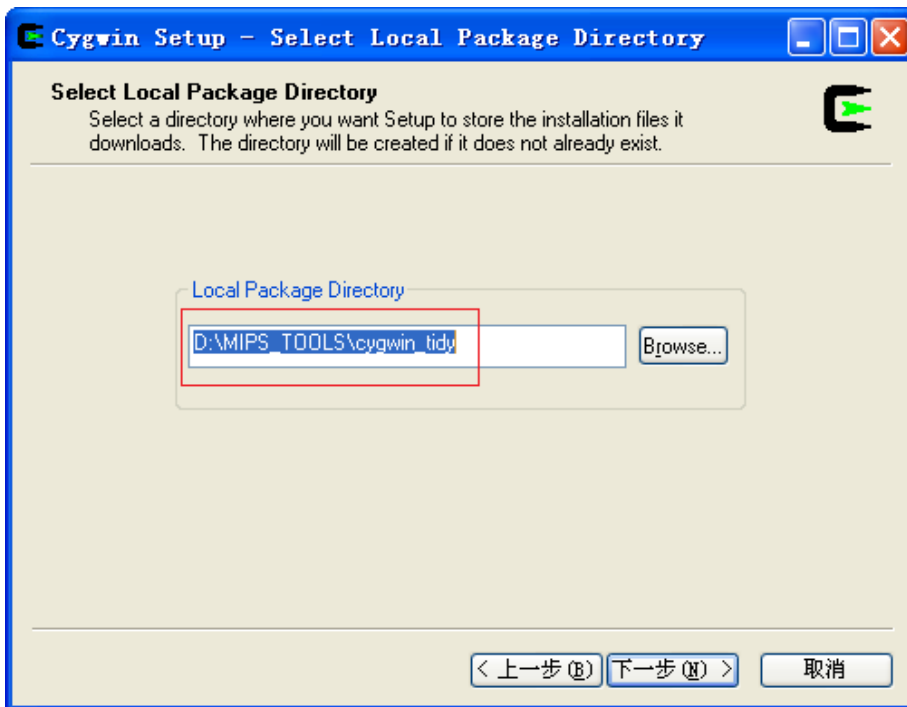 Cygwin Setup - Select Local Package Directory
Select Local Package Directory
Select a directory where you want Setup to store the installation files it
downloads. The directory will be created if it does not already exist.
Local Package Directory
D:\MIPS_TOOLS\cygwin_tidy
Browse...
< 上一步(B) 下一步(N) > 取消